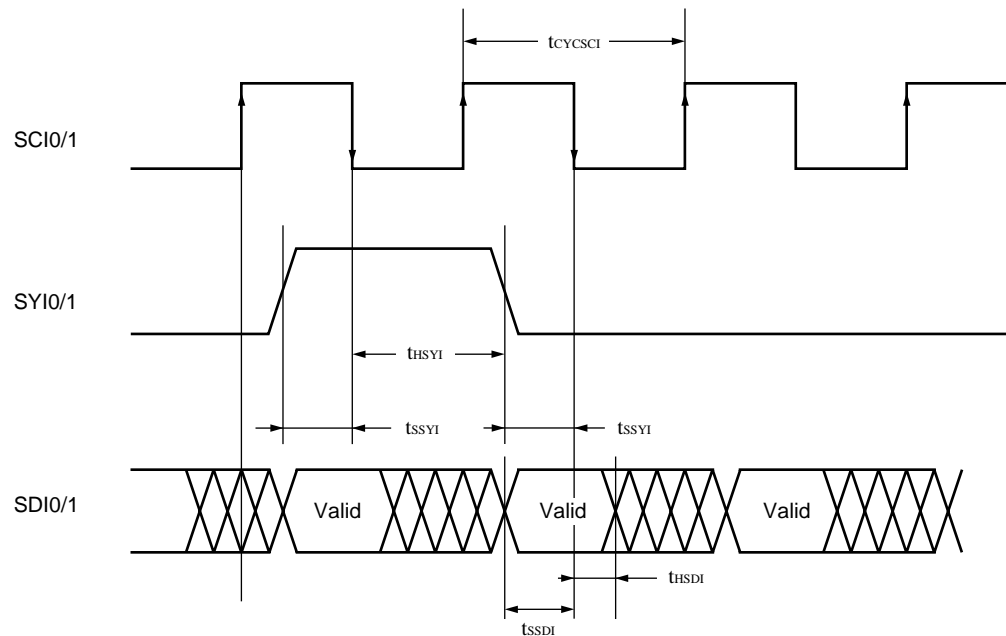 tCYCSCI
SCI0/1
SYI0/1
tHSYI
tSSYI
tSSYI
SDI0/1
Valid
Valid
Valid
tHSDI
tSSDI